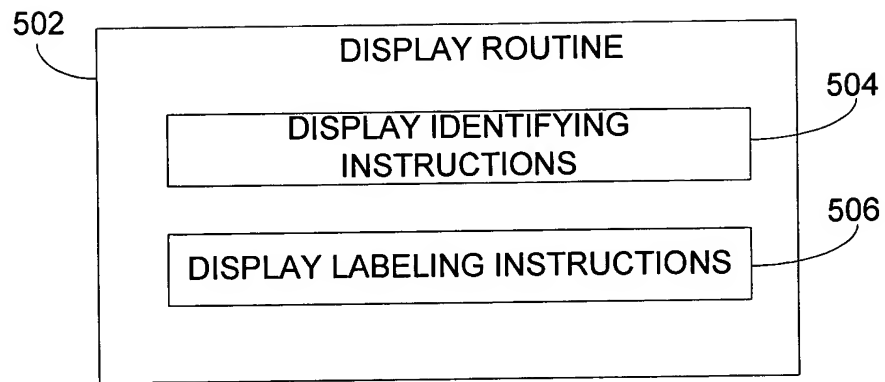 502
DISPLAY ROUTINE
504
DISPLAY IDENTIFYING
INSTRUCTIONS
506
DISPLAY LABELING INSTRUCTIONS